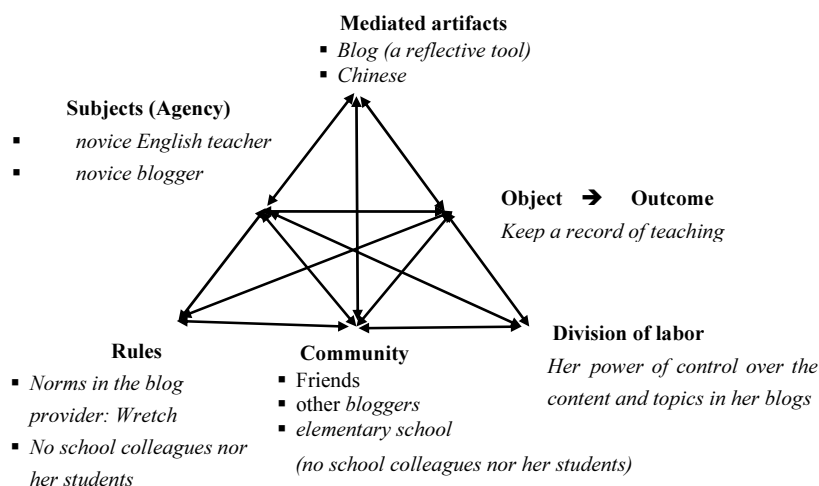 Mediated artifacts
▪ Blog (a reflective tool)
▪ Chinese
Subjects (Agency)
▪ novice English teacher
▪ novice blogger
Object ➔ Outcome
Keep a record of teaching
Rules
▪ Norms in the blog
provider: Wretch
▪ No school colleagues nor
her students
Community
▪ Friends
▪ other bloggers
▪ elementary school
(no school colleagues nor her students)
Division of labor
Her power of control over the
content and topics in her blogs